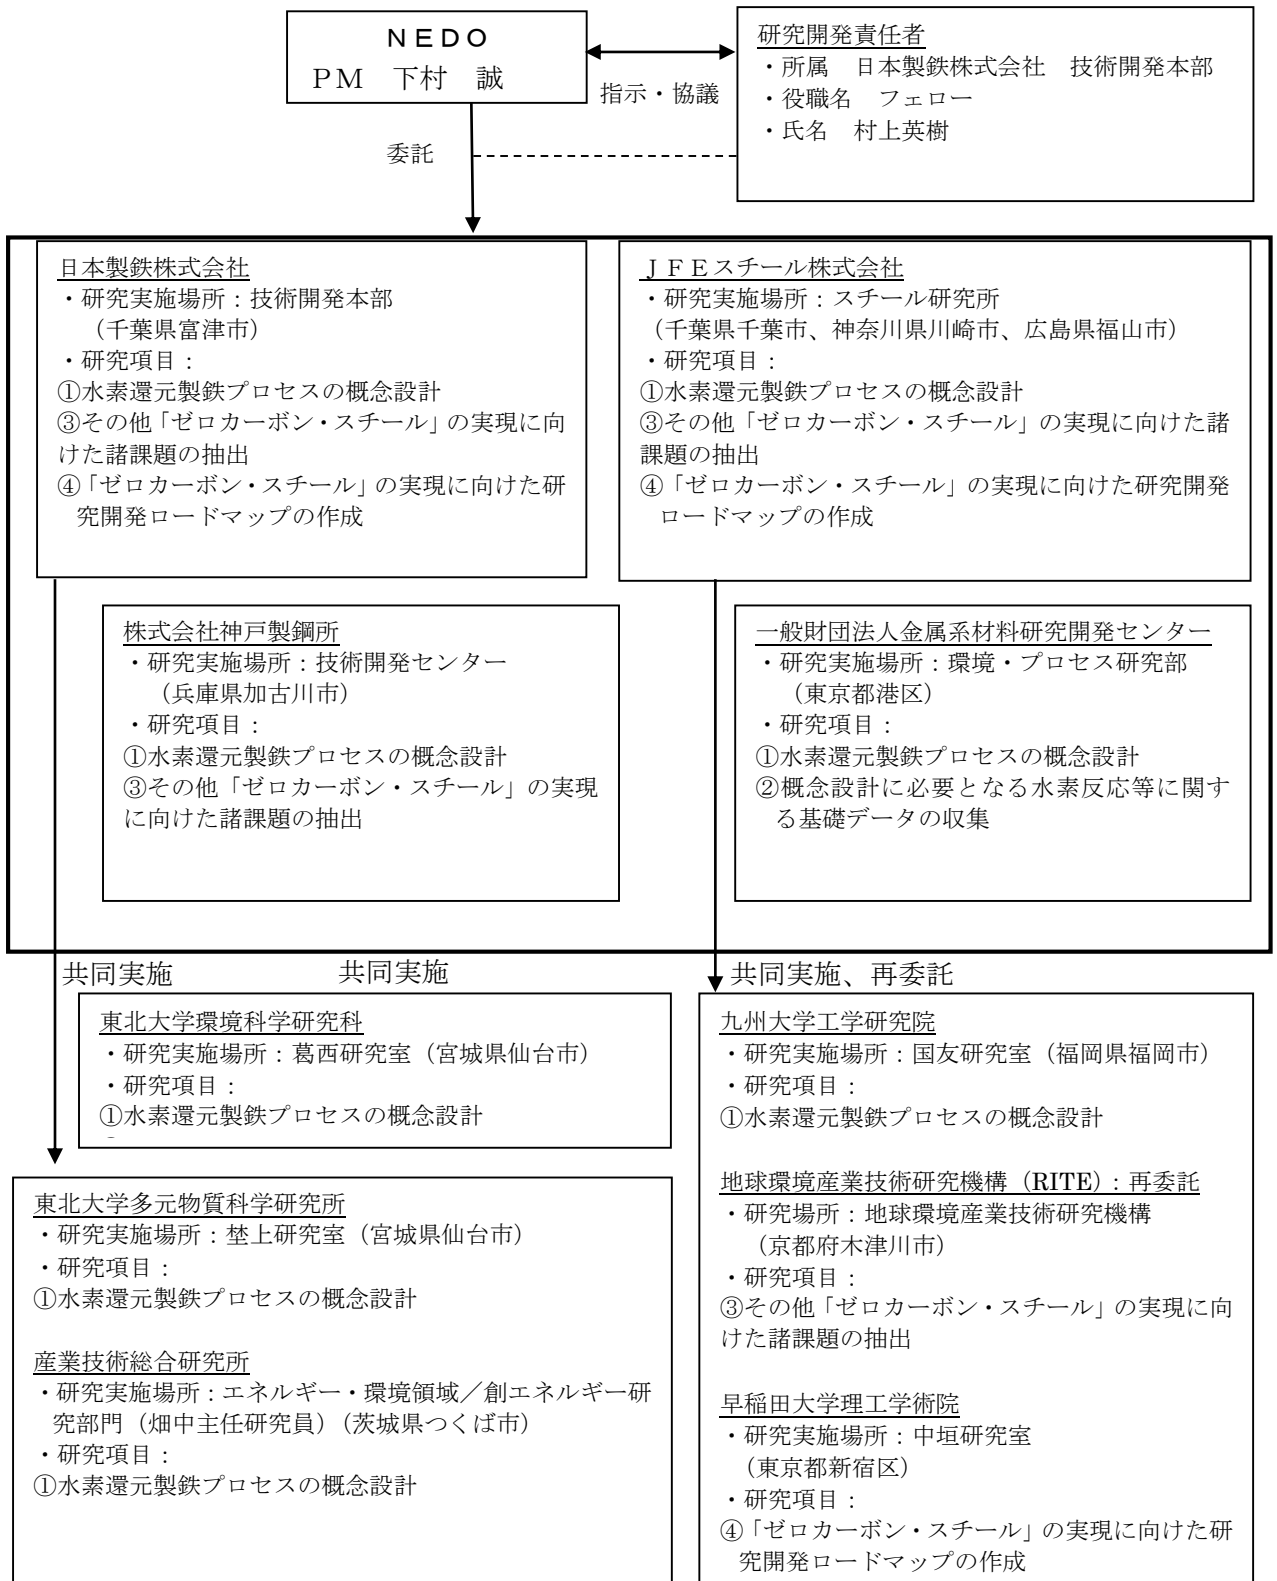 ＮＥＤＯ
ＰＭ　下村　誠
指示・協議
研究開発責任者
・所属　日本製鉄株式会社　技術開発本部
・役職名　フェロー
・氏名　村上英樹
委託
日本製鉄株式会社
・研究実施場所：技術開発本部
（千葉県富津市）
・研究項目：
①水素還元製鉄プロセスの概念設計
③その他「ゼロカーボン・スチール」の実現に向
けた諸課題の抽出
④「ゼロカーボン・スチール」の実現に向けた研
究開発ロードマップの作成
ＪＦＥスチール株式会社
・研究実施場所：スチール研究所
（千葉県千葉市、神奈川県川崎市、広島県福山市）
・研究項目：
①水素還元製鉄プロセスの概念設計
③その他「ゼロカーボン・スチール」の実現に向けた諸
課題の抽出
④「ゼロカーボン・スチール」の実現に向けた研究開発
ロードマップの作成
株式会社神戸製鋼所
・研究実施場所：技術開発センター
（兵庫県加古川市）
・研究項目：
①水素還元製鉄プロセスの概念設計
③その他「ゼロカーボン・スチール」の実現
に向けた諸課題の抽出
一般財団法人金属系材料研究開発センター
・研究実施場所：環境・プロセス研究部
（東京都港区）
・研究項目：
①水素還元製鉄プロセスの概念設計
②概念設計に必要となる水素反応等に関す
る基礎データの収集
共同実施
共同実施
共同実施、再委託
東北大学環境科学研究科
・研究実施場所：葛西研究室（宮城県仙台市）
・研究項目：
①水素還元製鉄プロセスの概念設計
東北大学多元物質科学研究所
・研究実施場所：埜上研究室（宮城県仙台市）
・研究項目：
①水素還元製鉄プロセスの概念設計
産業技術総合研究所
・研究実施場所：エネルギー・環境領域／創エネルギー研
究部門（畑中主任研究員）（茨城県つくば市）
・研究項目：
①水素還元製鉄プロセスの概念設計
九州大学工学研究院
・研究実施場所：国友研究室（福岡県福岡市）
・研究項目：
①水素還元製鉄プロセスの概念設計
地球環境産業技術研究機構（RITE）：再委託
・研究場所：地球環境産業技術研究機構
（京都府木津川市）
・研究項目：
③その他「ゼロカーボン・スチール」の実現に向
けた諸課題の抽出
早稲田大学理工学術院
・研究実施場所：中垣研究室
（東京都新宿区）
・研究項目：
④「ゼロカーボン・スチール」の実現に向けた研
究開発ロードマップの作成